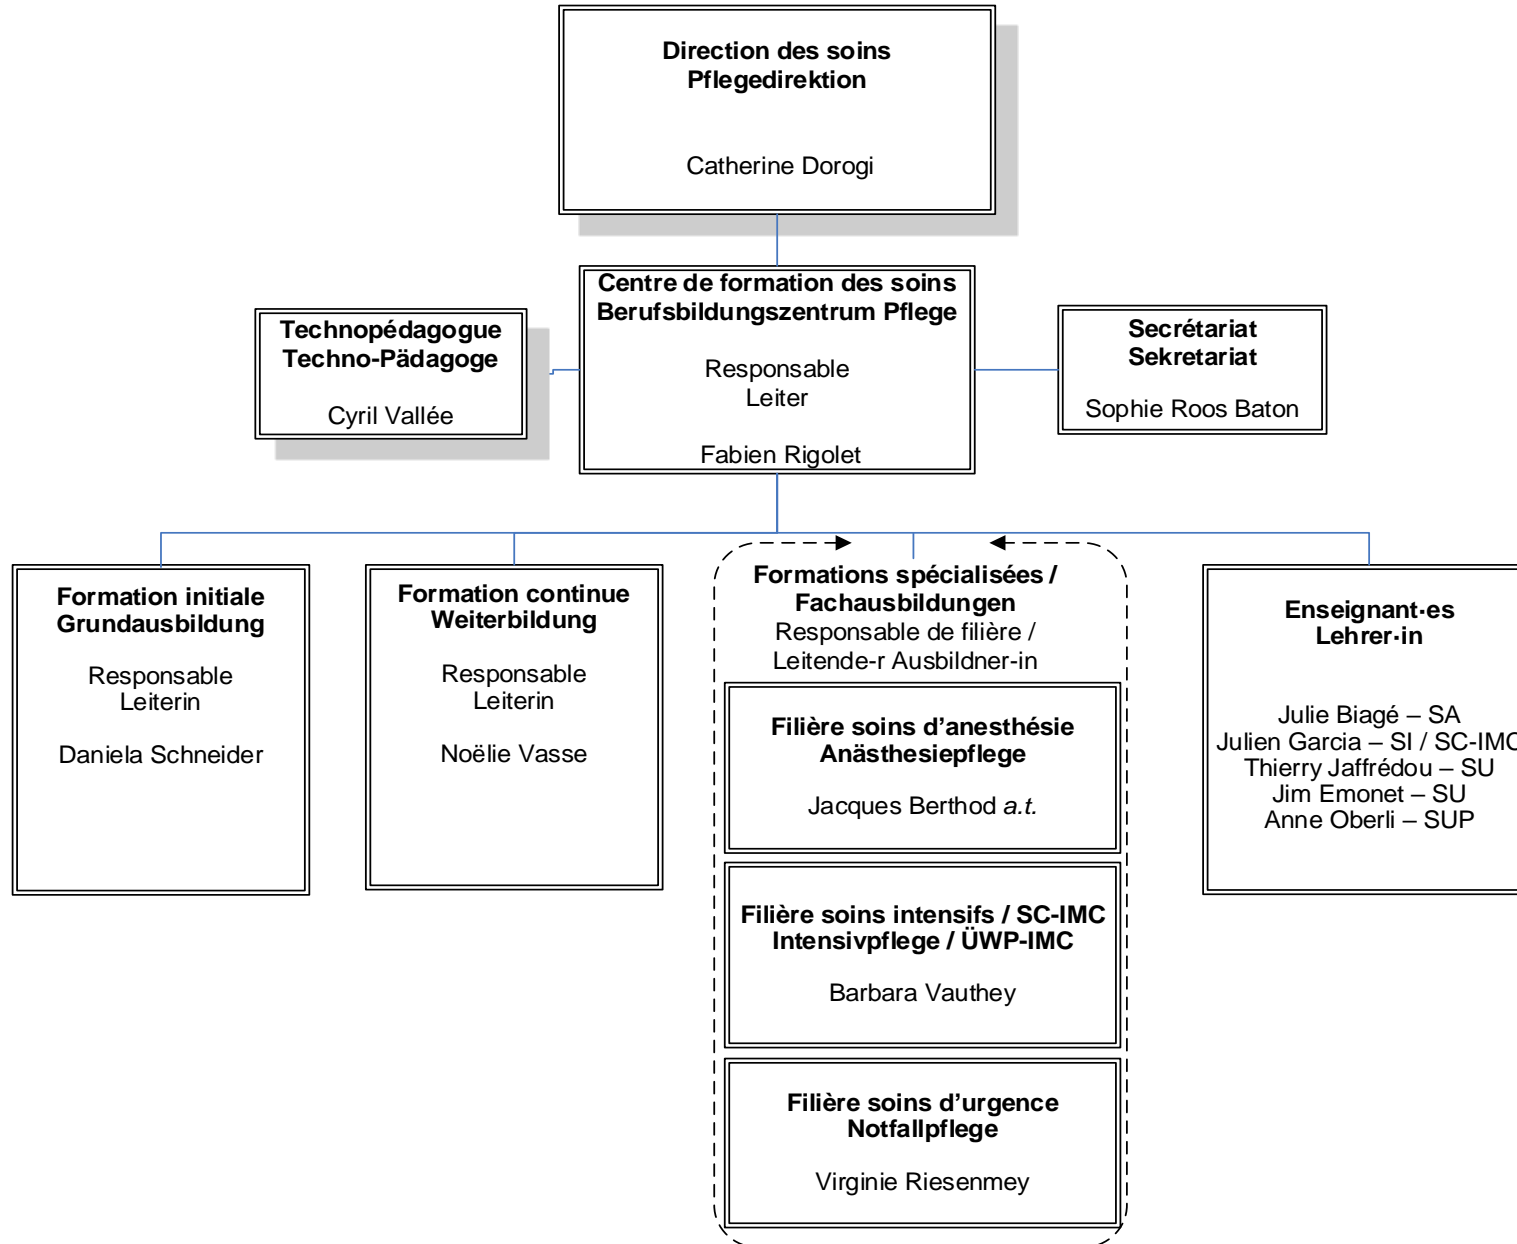 Direction des soins
Pflegedirektion
Catherine Dorogi
Centre de formation des soins
Berufsbildungszentrum Pflege
Responsable
Leiter
Fabien Rigolet
Technopédagogue
Techno-Pädagoge
Cyril Vallée
Secrétariat
Sekretariat
Sophie Roos Baton
Formation initiale
Grundausbildung
Responsable
Leiterin
Daniela Schneider
Formation continue
Weiterbildung
Responsable
Leiterin
Noëlie Vasse
Formations spécialisées /
Fachausbildungen
Responsable de filière /
Leitende-r Ausbildner-in
Filière soins d’anesthésie
Anästhesiepflege
Jacques Berthod a.t.
Filière soins intensifs / SC-IMC
Intensivpflege / ÜWP-IMC
Barbara Vauthey
Filière soins d’urgence
Notfallpflege
Virginie Riesenmey
Enseignant·es
Lehrer·in
Julie Biagé – SA
Julien Garcia – SI / SC-IMC
Thierry Jaffrédou – SU
Jim Emonet – SU
Anne Oberli – SUP